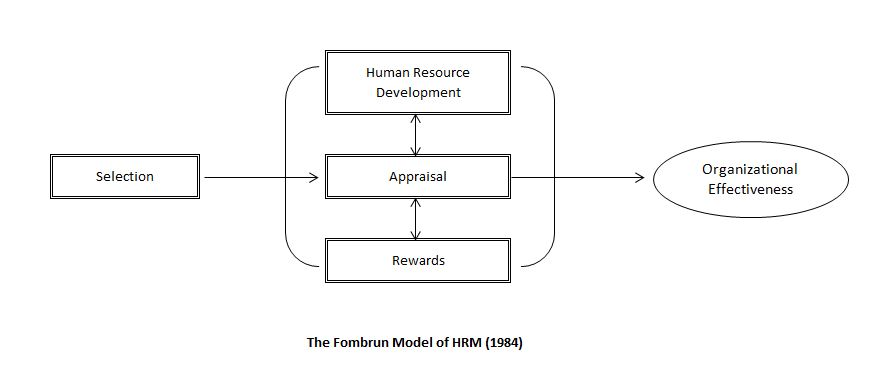 Human Resource
Development
Selection
Appraisal
Organizational
Effectiveness
Rewards
The Fombrun Model of HRM (1984)